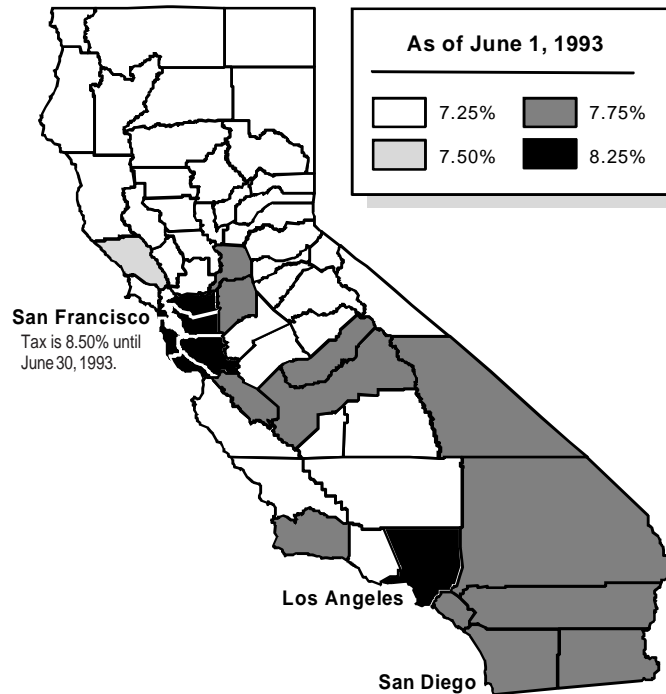 As of June 1, 1993
7.25% 7.75%
7.50% 8.25%
San Francisco
Tax is 8.50% until
June 30, 1993.
Los Angeles
San Diego